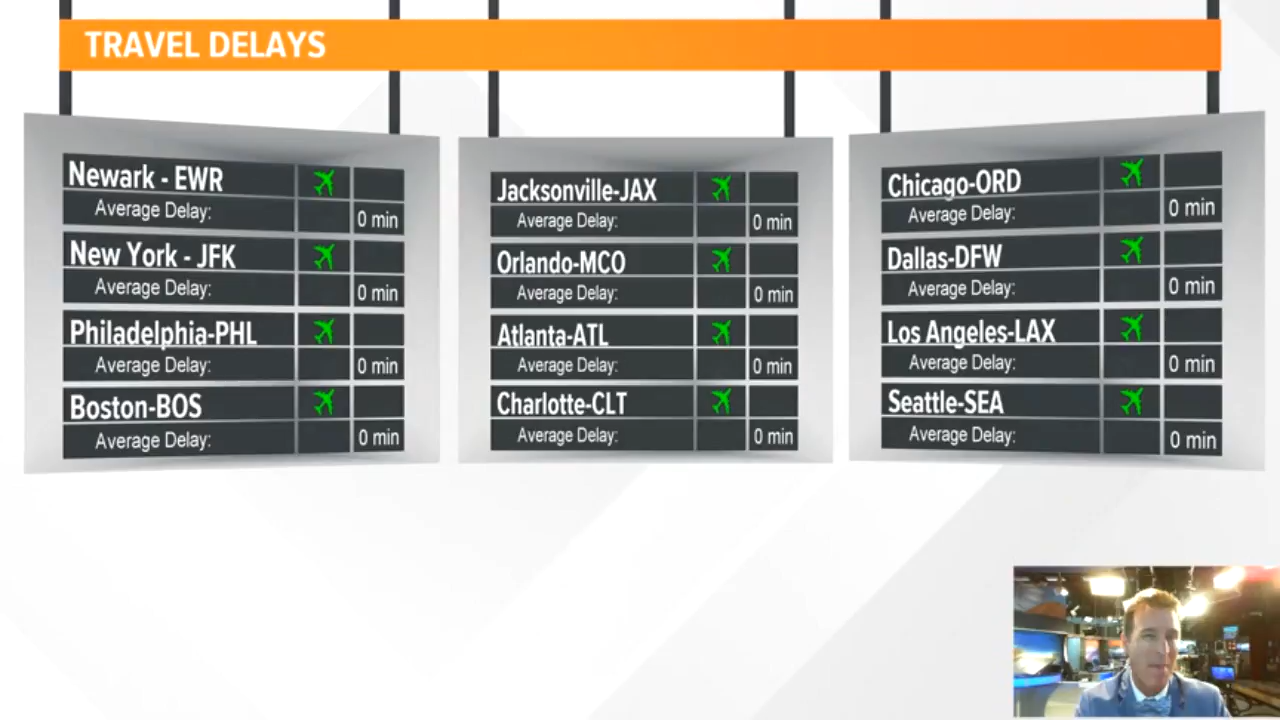 TRAVEL DELAYS
Newark - EWR
Average Delay: 0 min
New York - JFK
Average Delay: 0 min
Philadelphia-PHL
Average Delay: 0 min
Boston-BOS
Average Delay: 0 min
Jacksonville-JAX
Average Delay: 0 min
Orlando-MCO
Average Delay: 0 min
Atlanta-ATL
Average Delay: 0 min
Charlotte-CLT
Average Delay: 0 min
Chicago-ORD
Average Delay: 0 min
Dallas-DFW
Average Delay: 0 min
Los Angeles-LAX
Average Delay: 0 min
Seattle-SEA
Average Delay: 0 min